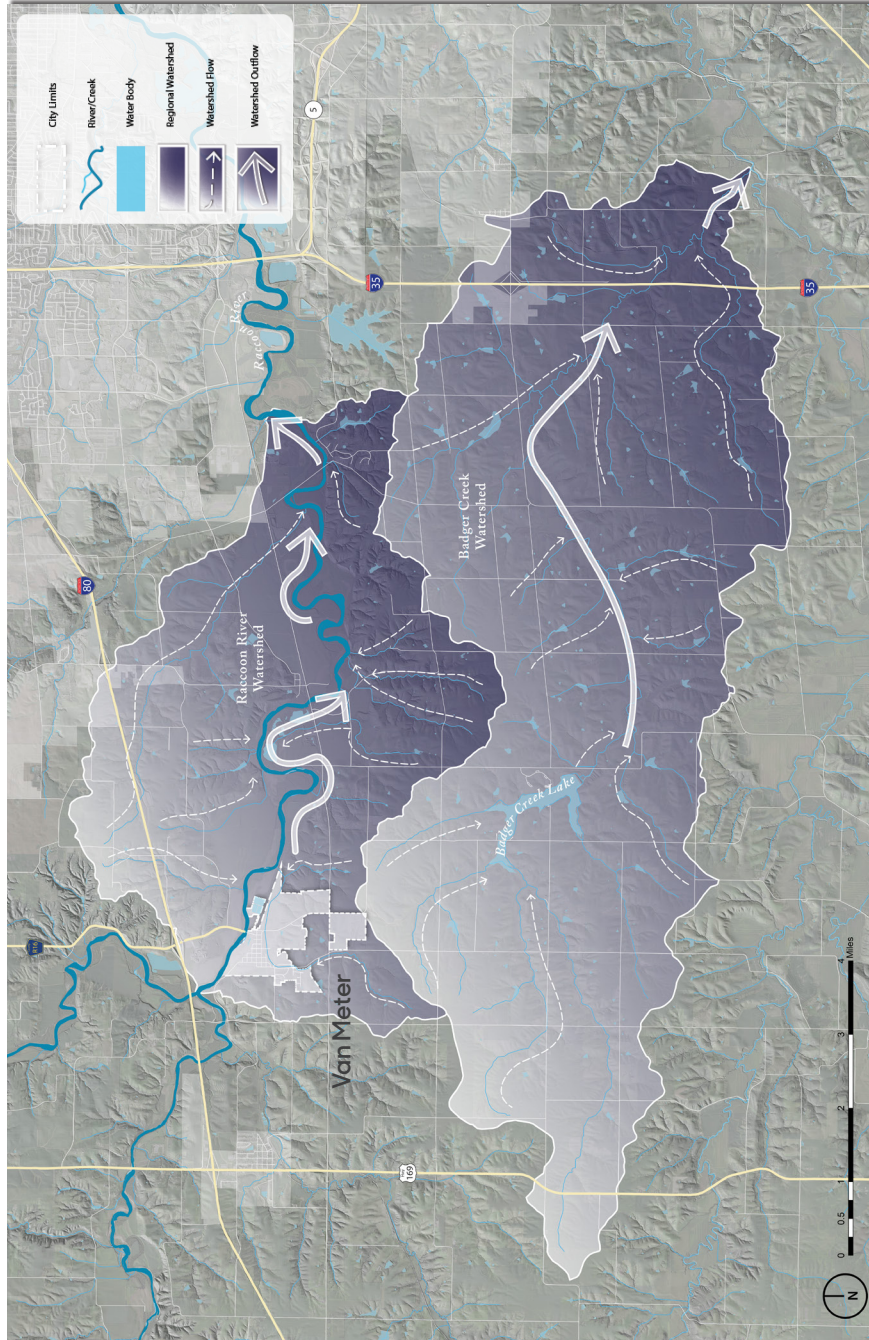 City Limits
River/Creek
Water Body
Regional Watershed
Watershed Flow
Watershed Outflow
5
35
35
80
Raccoon River
Raccoon River
Watershed
Badger Creek
Watershed
Badger Creek Lake
Van Meter
R16
Hwy
169
0
0.5
1
2
3
4
Miles
N